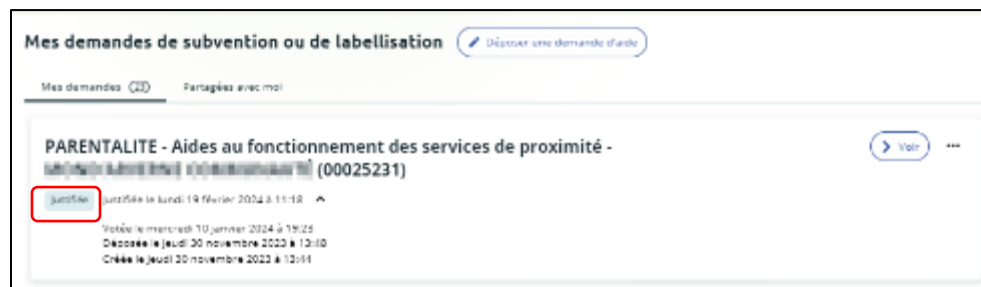 Mes demandes de subvention ou de labellisation Déposer une demande d'aide
Mes demandes (23) Partagées avec moi
PARENTALITE - Aides au fonctionnement des services de proximité - Voir
(00025231)
Justifiée Justifiée le lundi 19 février 2024 à 11:18
Votée le mercredi 10 janvier 2024 à 19:23
Déposée le jeudi 30 novembre 2023 à 13:48
Créée le jeudi 30 novembre 2023 à 13:44